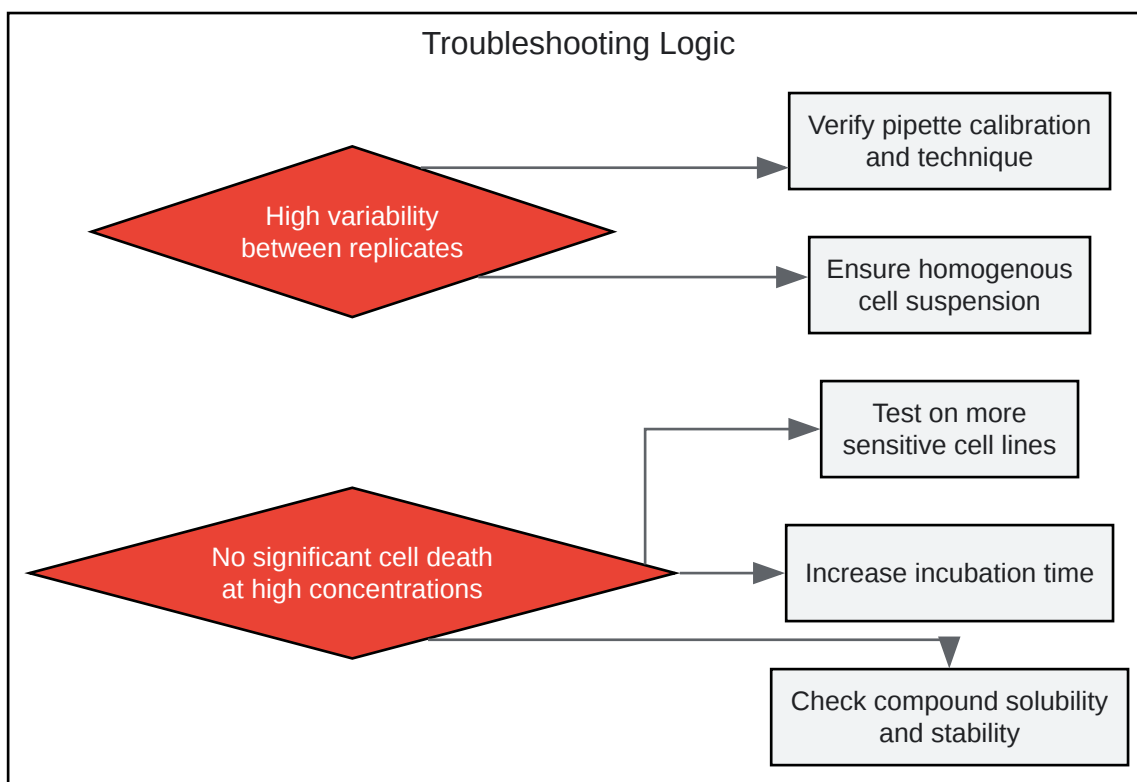 Troubleshooting Logic
High variability
between replicates
Verify pipette calibration
and technique
Ensure homogenous
cell suspension
No significant cell death
at high concentrations
Test on more
sensitive cell lines
Increase incubation time
Check compound solubility
and stability